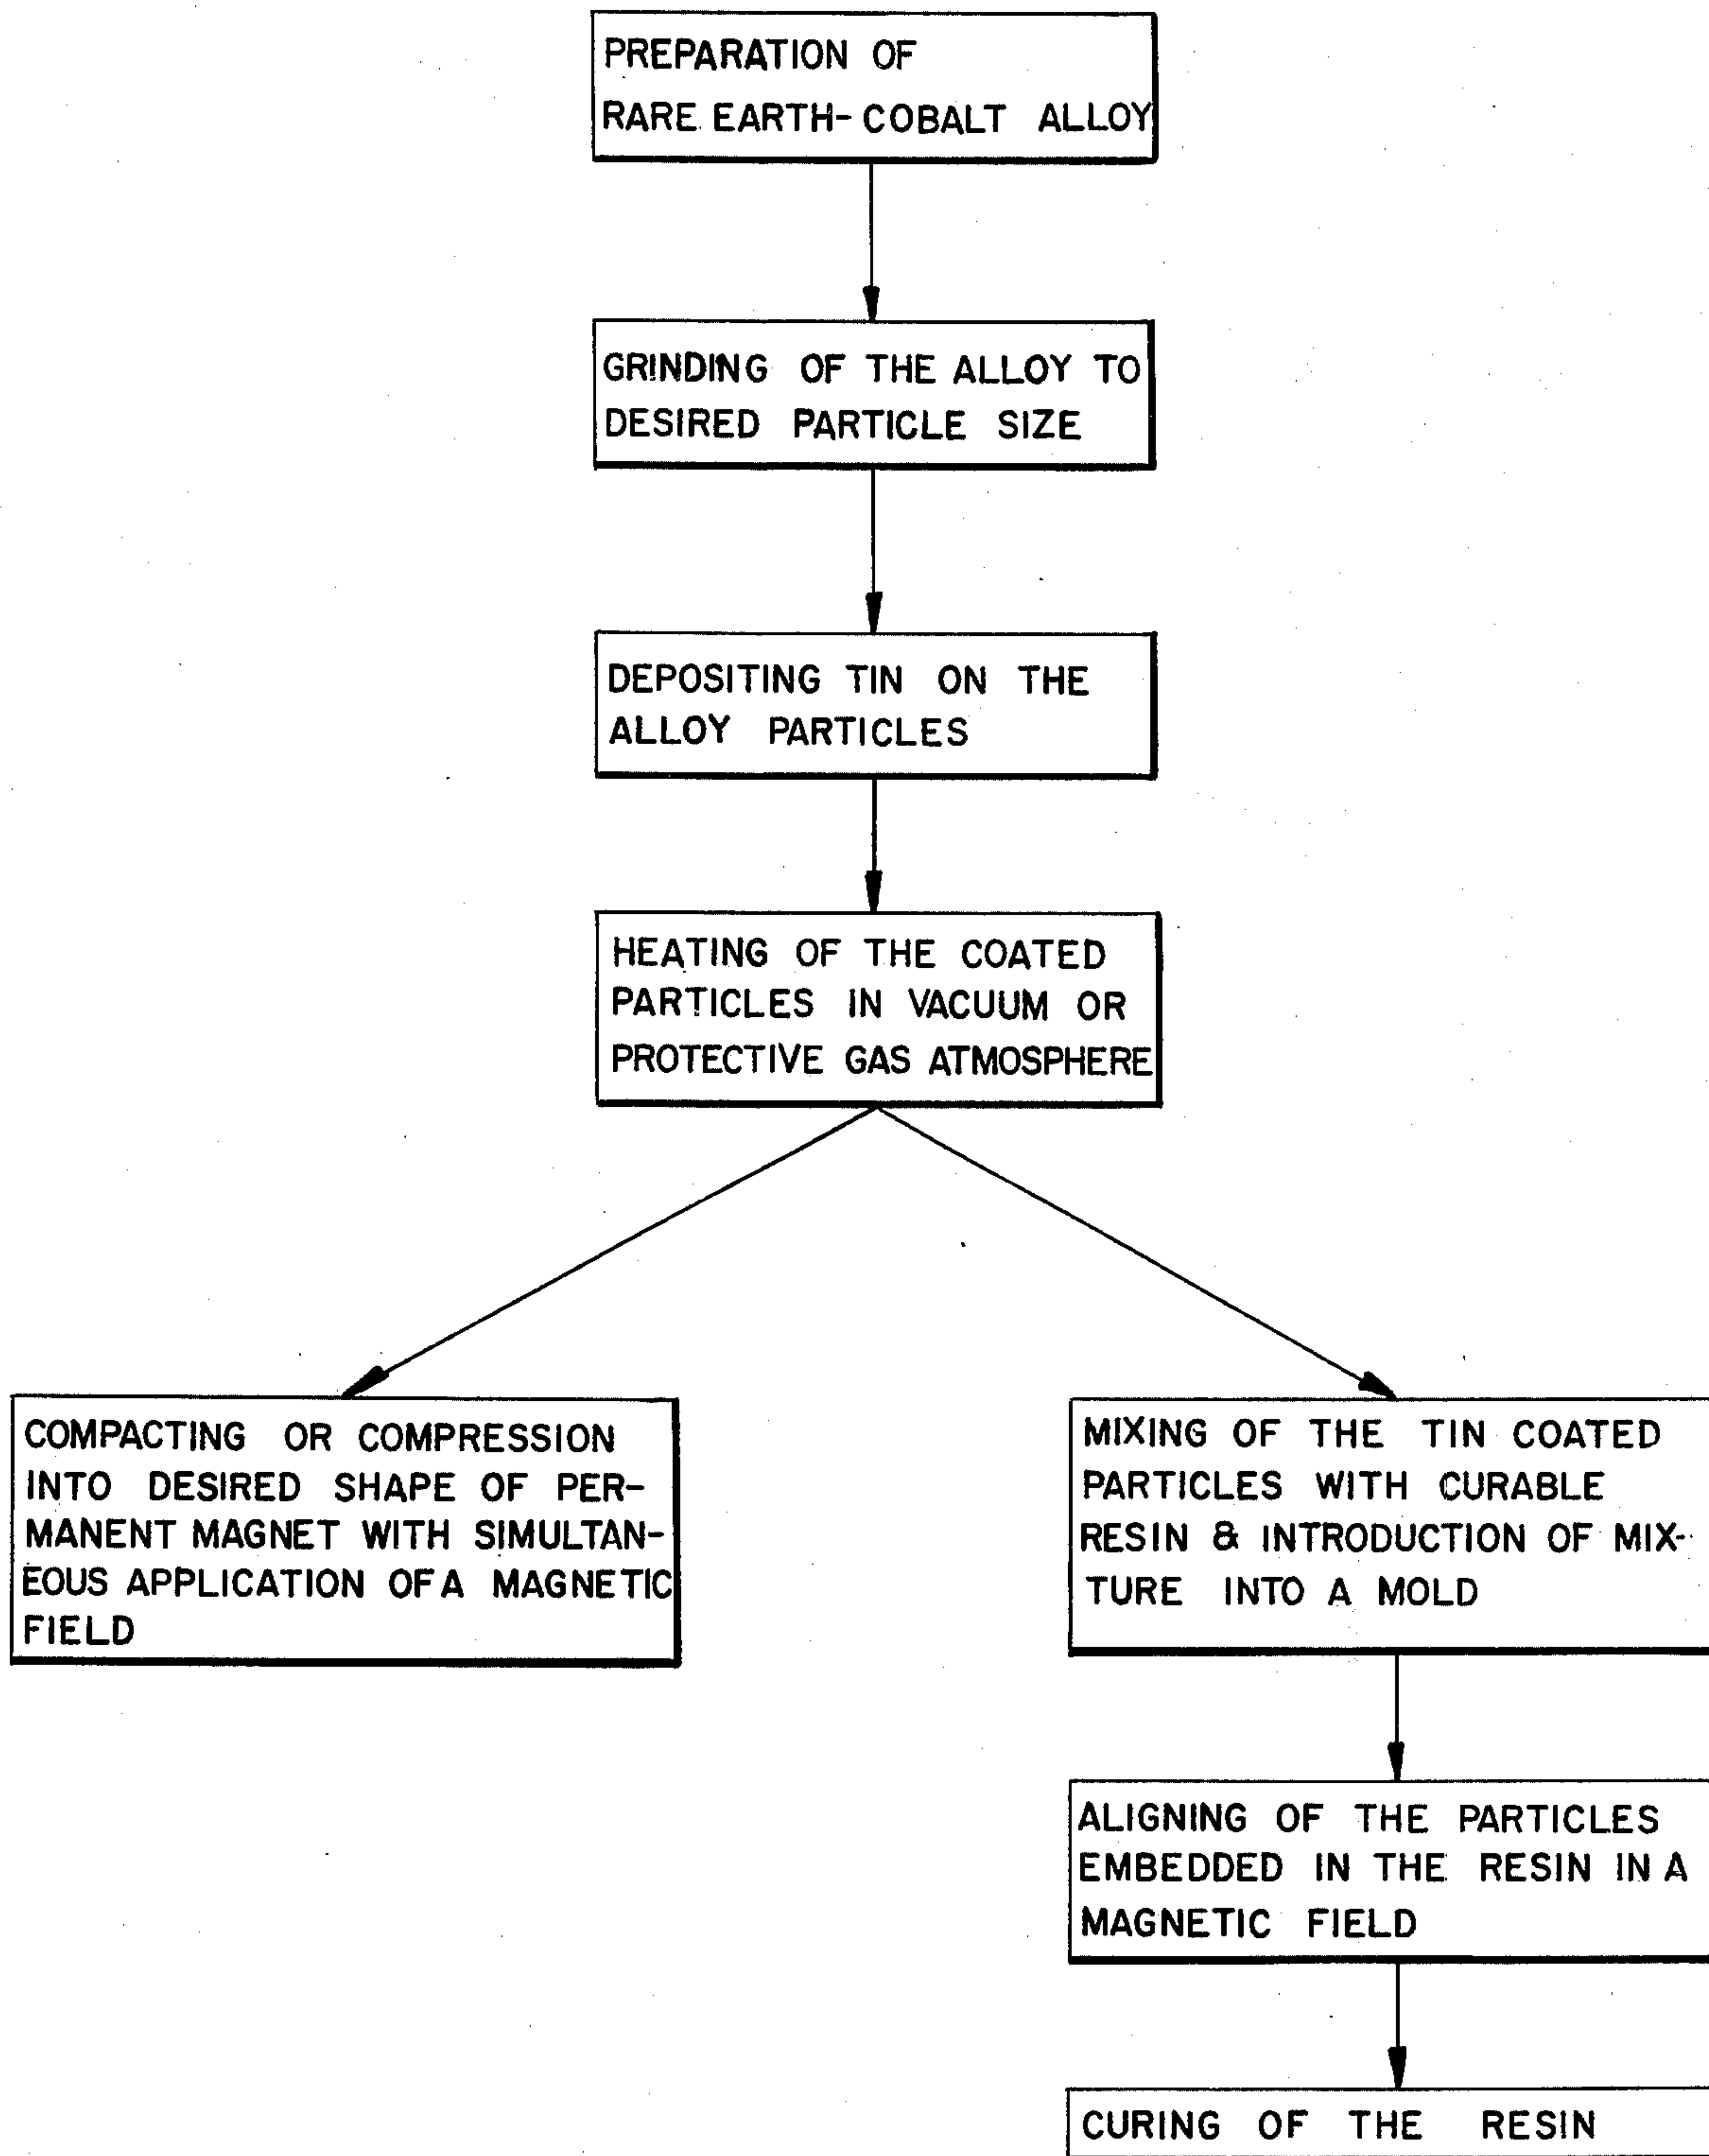 PREPARATION OF
RARE EARTH-COBALT ALLOY
GRINDING OF THE ALLOY TO
DESIRED PARTICLE SIZE
DEPOSITING TIN ON THE
ALLOY PARTICLES
HEATING OF THE COATED
PARTICLES IN VACUUM OR
PROTECTIVE GAS ATMOSPHERE
COMPACTING OR COMPRESSION
INTO DESIRED SHAPE OF PER-
MANENT MAGNET WITH SIMULTAN-
EOUS APPLICATION OF A MAGNETIC
FIELD
MIXING OF THE TIN COATED
PARTICLES WITH CURABLE
RESIN & INTRODUCTION OF MIX-
TURE INTO A MOLD
ALIGNING OF THE PARTICLES
EMBEDDED IN THE RESIN IN A
MAGNETIC FIELD
CURING OF THE RESIN